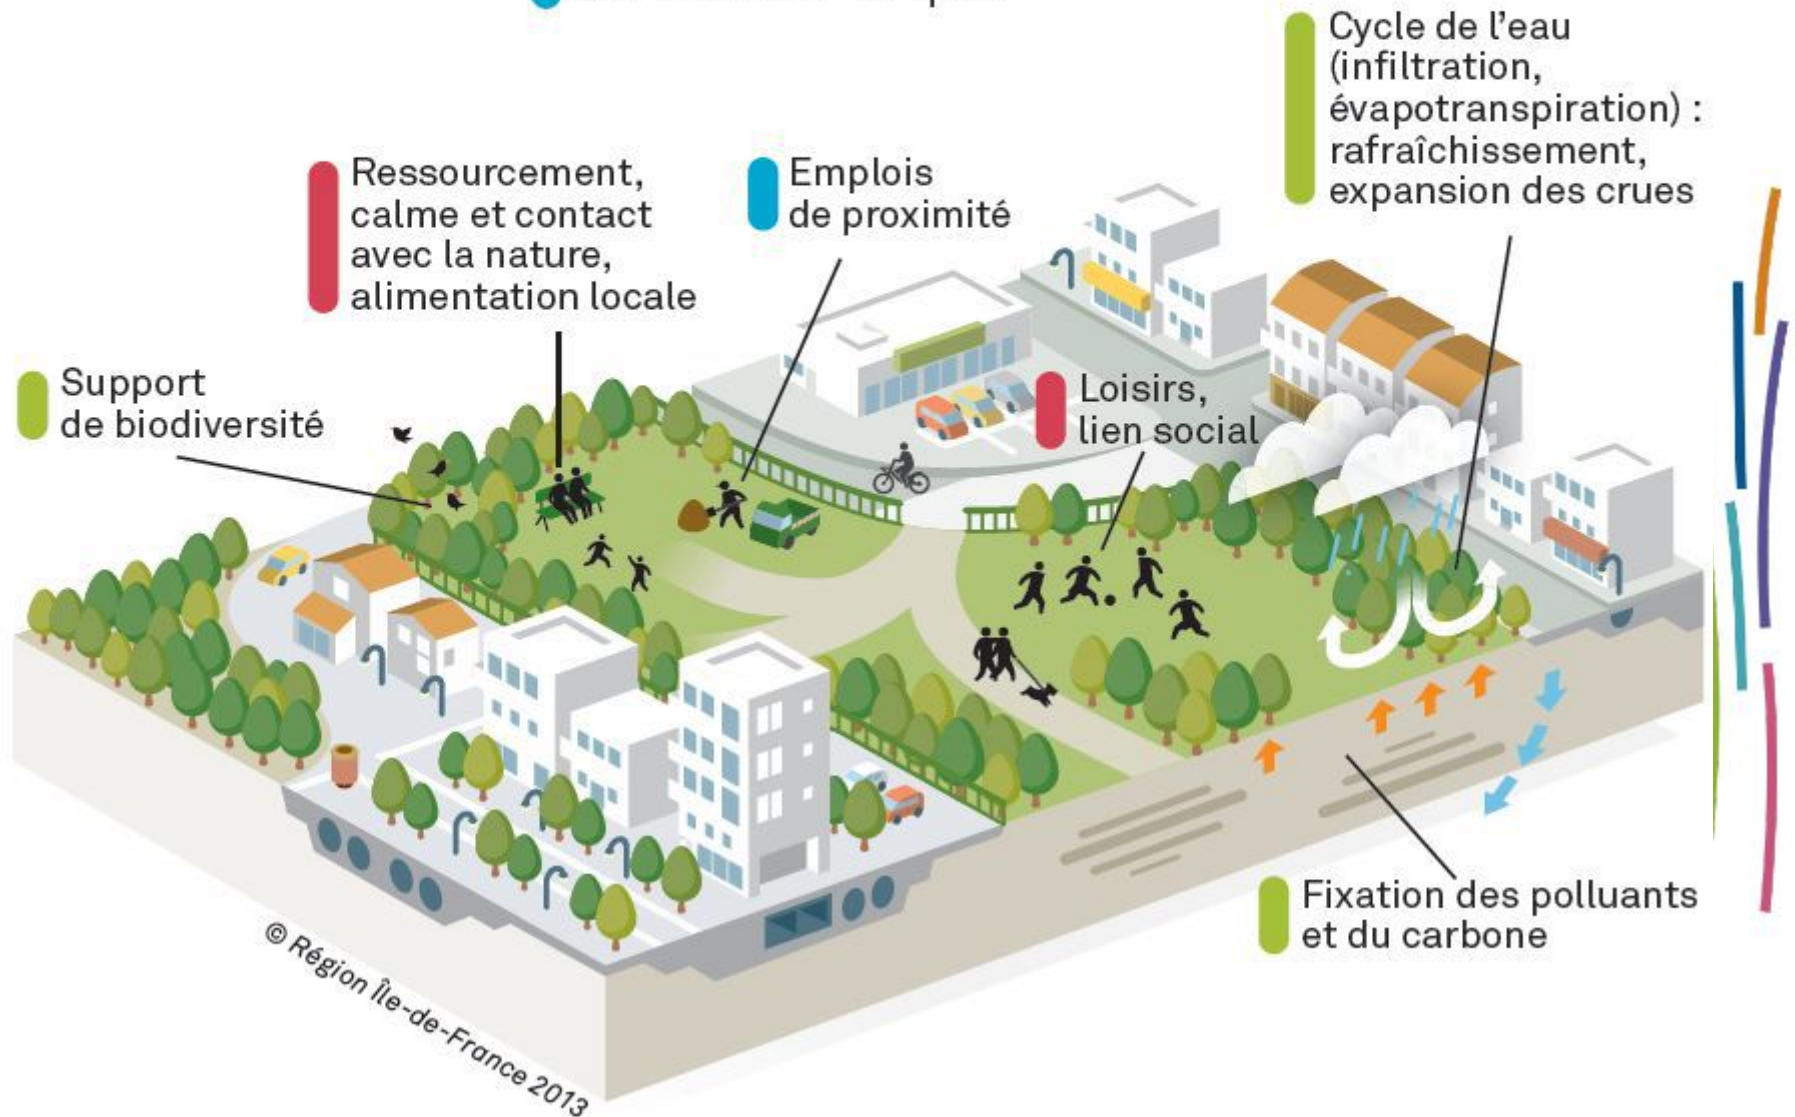 Cycle de l'eau
(infiltration,
évapotranspiration) :
rafraîchissement,
expansion des crues
Ressourcement,
calme et contact
avec la nature,
alimentation locale
Emplois
de proximité
Support
de biodiversité
Loisirs,
lien social
Fixation des polluants
et du carbone
© Région Île-de-France 2013